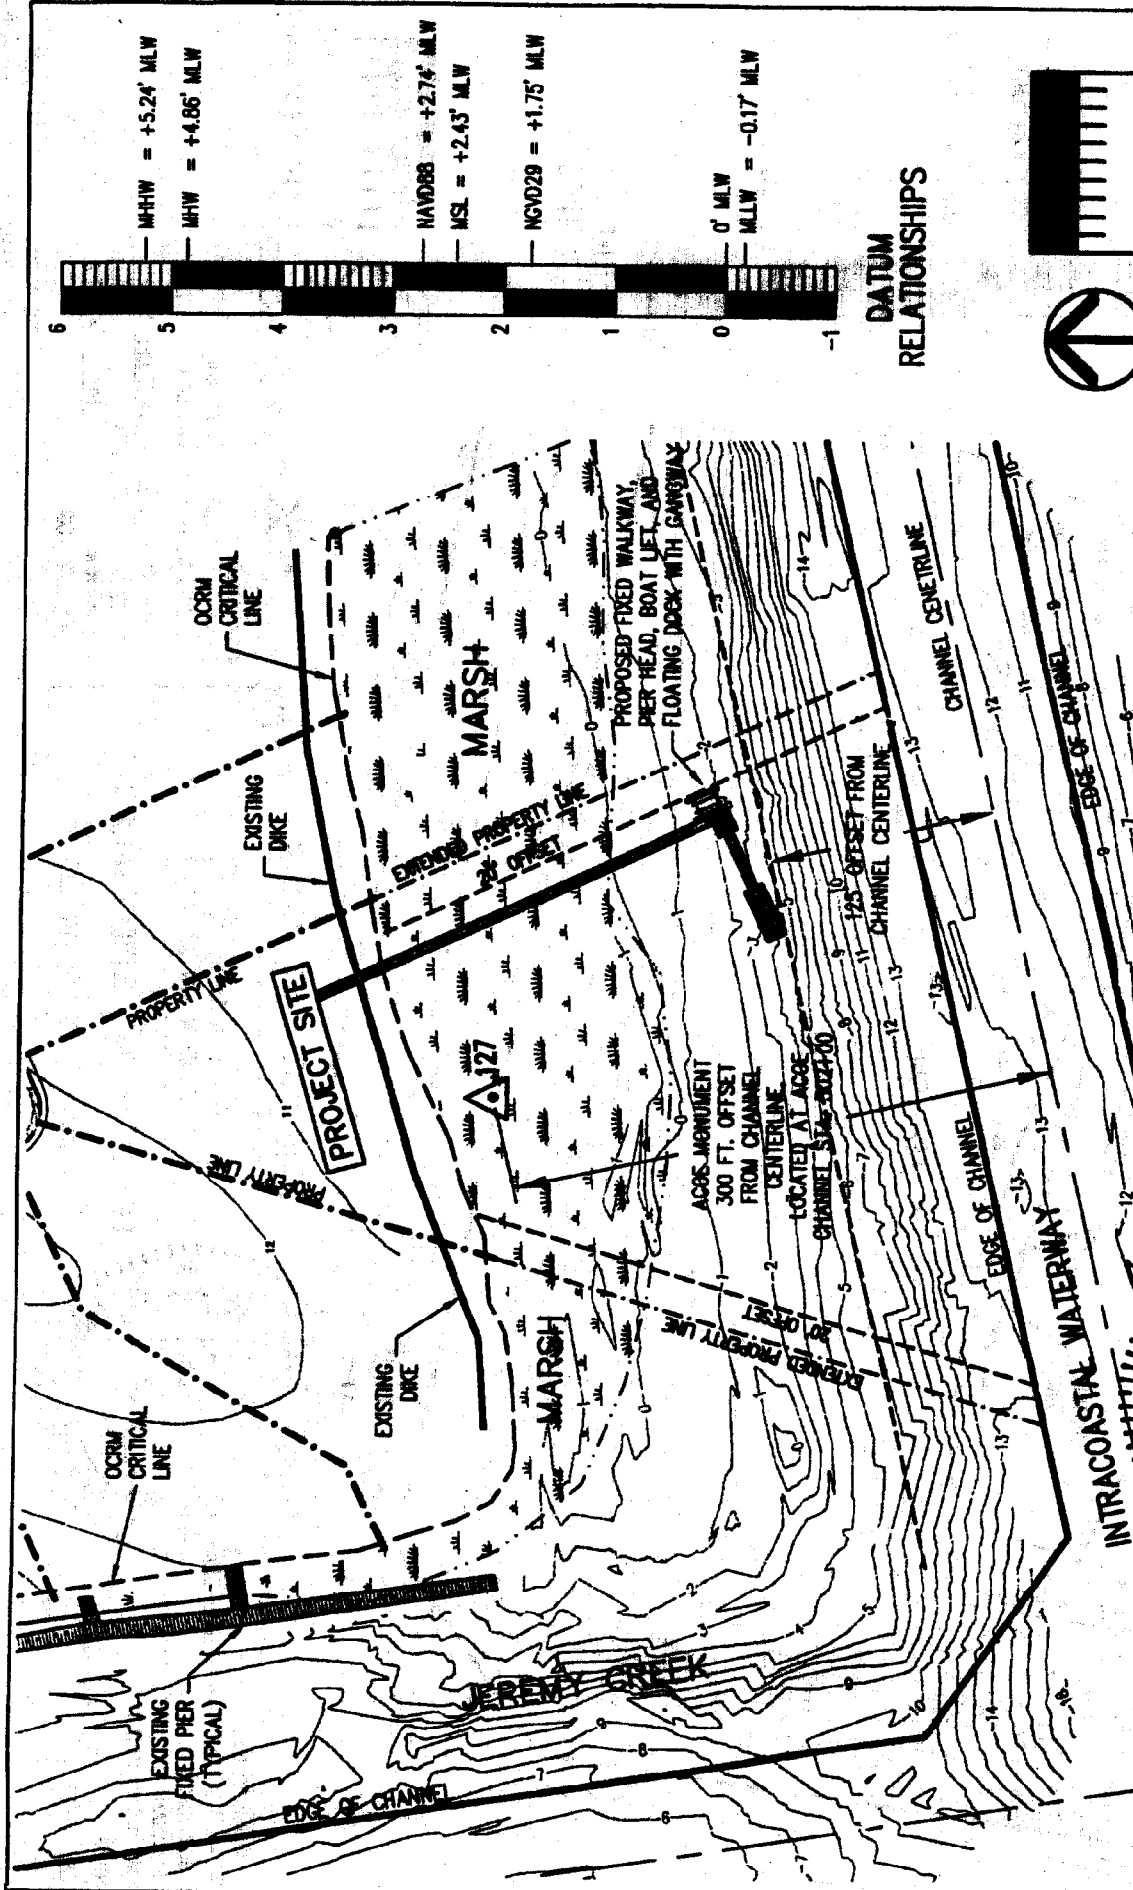 MHHW = +5.24' MLW
MHW = +4.86' MLW
NAVD88 = +2.74' MLW
MSL = +2.43' MLW
NGVD29 = +1.75' MLW
0' MLW
MLLW = -0.17' MLW
6
5
4
3
2
1
0
-1
DATUM
RELATIONSHIPS
OCRM
CRITICAL
LINE
EXISTING
DIKE
PROPERTY LINE
PROJECT SITE
PROPERTY LINE
MARSH
EXTENDED PROPERTY LINE
OFFSET
PROPOSED FIXED WALKWAY,
PIER HEAD, BOAT LIFT, AND
FLOATING DOCK WITH GANGWAY
127
11
12
ACOE MONUMENT
300 FT. OFFSET
FROM CHANNEL
CENTERLINE
LOCATED AT ACOE
CHANNEL STA.
125' OFFSET FROM
CHANNEL CENTERLINE
CHANNEL CENETRLINE
EDGE OF CHANNEL
EDGE OF CHANNEL
INTRACOASTAL WATERWAY
EXISTING
DIKE
MARSH
EXTENDED PROPERTY LINE
20' OFFSET
OCRM
CRITICAL
LINE
EXISTING
FIXED PIER
(TYPICAL)
JEREMY CREEK
EDGE OF CHANNEL